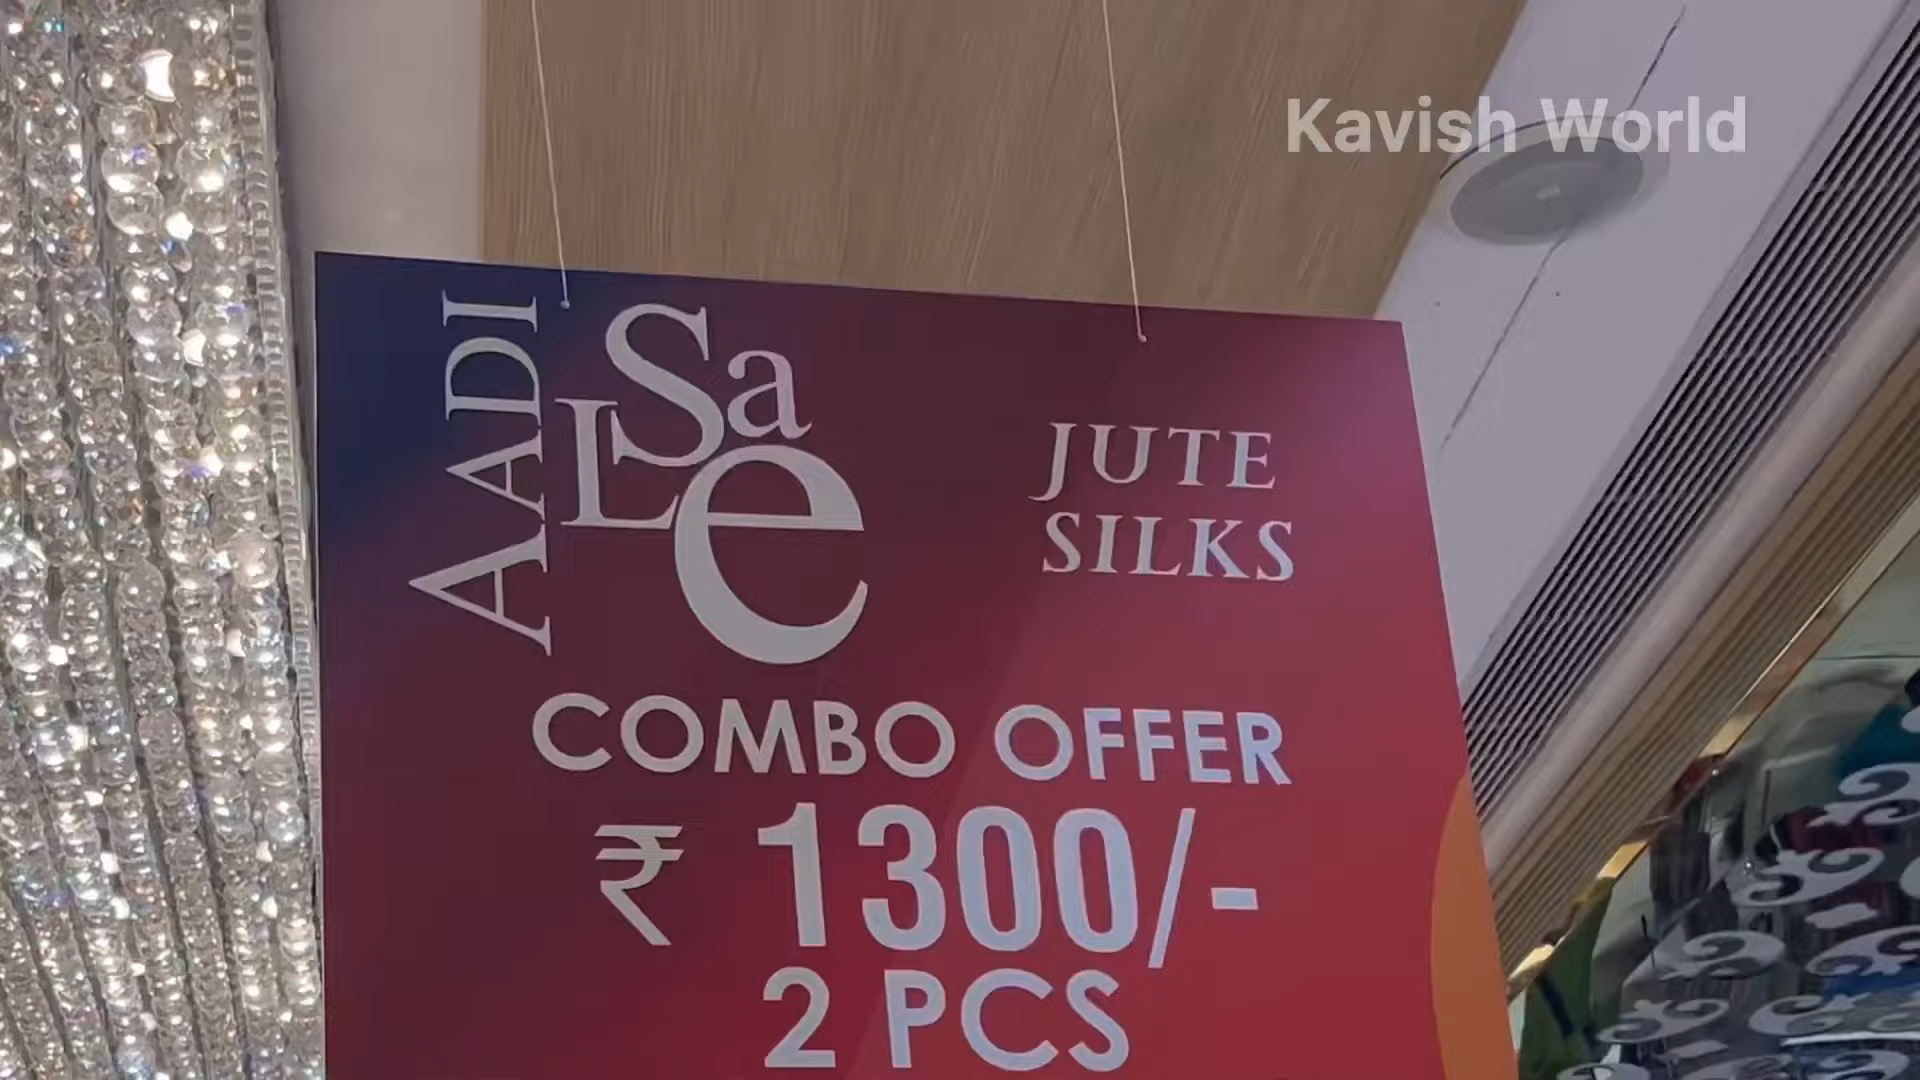 Kavish World
AADI
SaLe
JUTE
SILKS
COMBO OFFER
₹ 1300/-
2 PCS